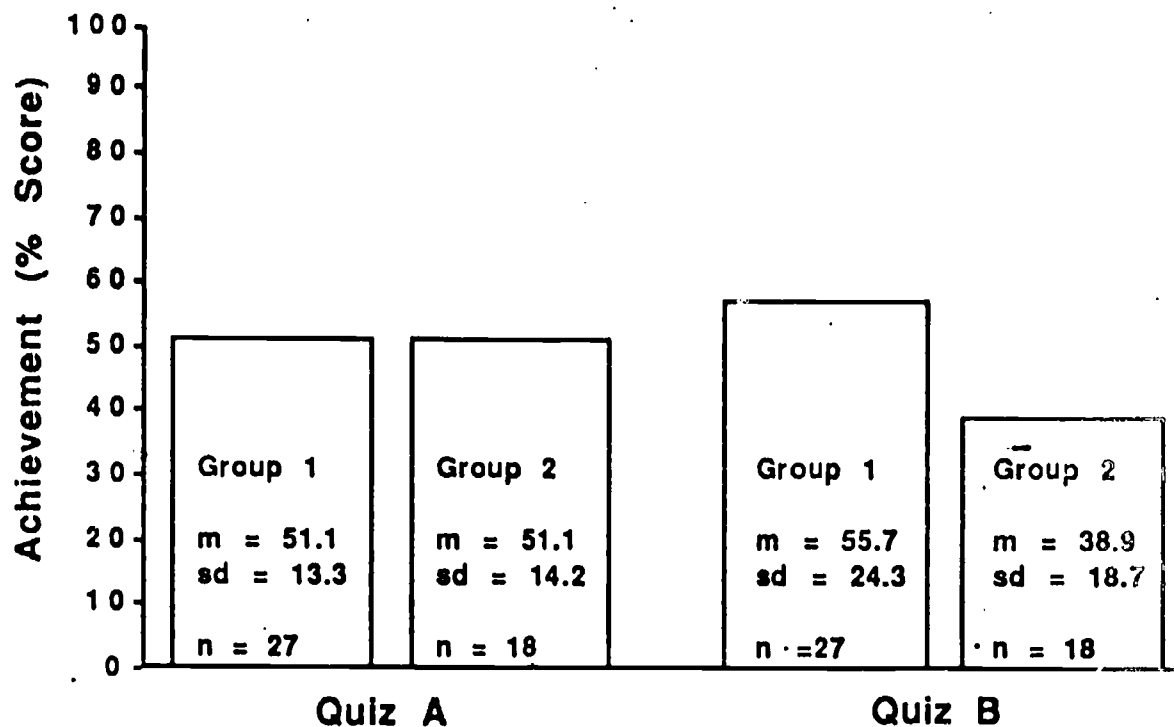 Achievement (% Score)
100
90
80
70
60
50
40
30
20
10
0
Group 1
m = 51.1
sd = 13.3
n = 27
Group 2
m = 51.1
sd = 14.2
n = 18
Group 1
m = 55.7
sd = 24.3
n =27
Group 2
m = 38.9
sd = 18.7
n = 18
Quiz A
Quiz B